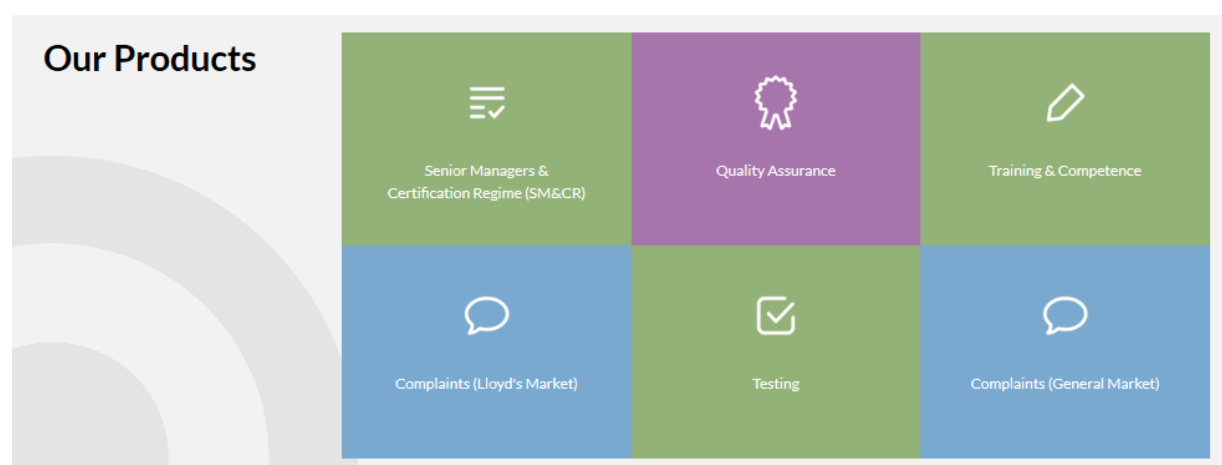 Our Products
Senior Managers &
Certification Regime (SM&CR)
Quality Assurance
Training & Competence
Complaints (Lloyd's Market)
Testing
Complaints (General Market)